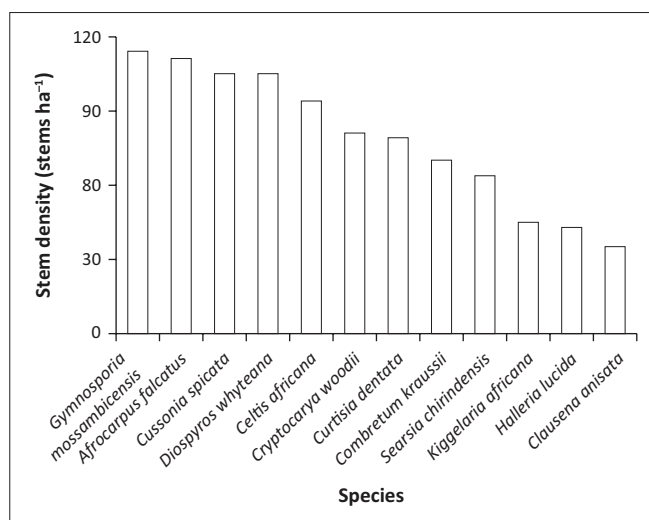 120
90
80
30
0
Stem density (stems ha⁻¹)
Gymnosporia
mossambicensis
Afrocarpus falcatus
Cussonia spicata
Diospyros whyteana
Celtis africana
Cryptocarya woodii
Curtisia dentata
Combretum kraussii
Searsia chirindensis
Kiggelaria africana
Halleria lucida
Clausena anisata
Species